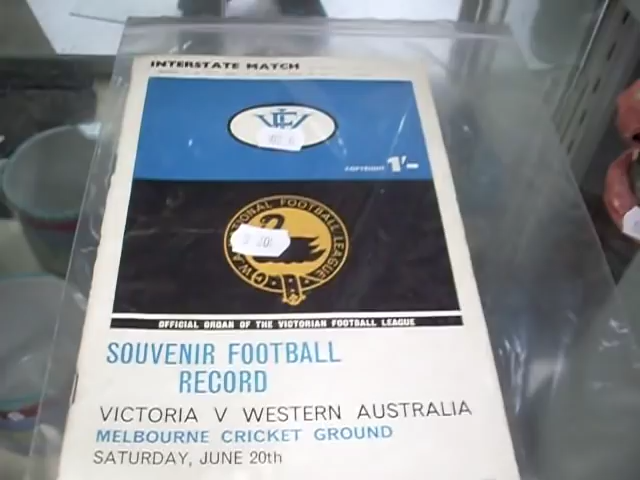 INTERSTATE MATCH
COPYRIGHT 1'-
W.A. NATIONAL FOOTBALL LEAGUE
OFFICIAL ORGAN OF THE VICTORIAN FOOTBALL LEAGUE
SOUVENIR FOOTBALL
RECORD
VICTORIA V WESTERN AUSTRALIA
MELBOURNE CRICKET GROUND
SATURDAY, JUNE 20th